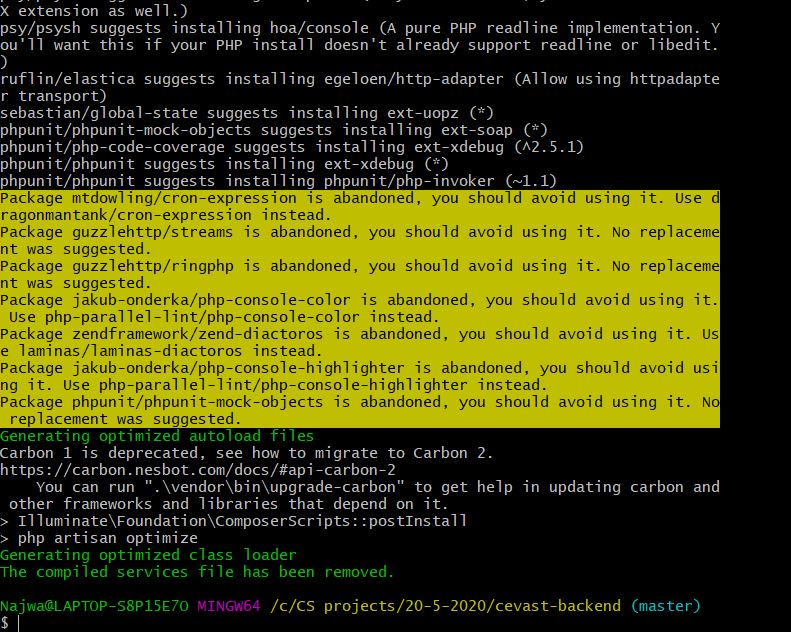 X extension as well.)
psy/psysh suggests installing hoa/console (A pure PHP readline implementation. Y
ou'll want this if your PHP install doesn't already support readline or libedit.
)
ruflin/elastica suggests installing egeloen/http-adapter (Allow using httpadapte
r transport)
sebastian/global-state suggests installing ext-uopz (*)
phpunit/phpunit-mock-objects suggests installing ext-soap (*)
phpunit/php-code-coverage suggests installing ext-xdebug (^2.5.1)
phpunit/phpunit suggests installing ext-xdebug (*)
phpunit/phpunit suggests installing phpunit/php-invoker (~1.1)
Package mtdowling/cron-expression is abandoned, you should avoid using it. Use d
ragonmantank/cron-expression instead.
Package guzzlehttp/streams is abandoned, you should avoid using it. No replaceme
nt was suggested.
Package guzzlehttp/ringphp is abandoned, you should avoid using it. No replaceme
nt was suggested.
Package jakub-onderka/php-console-color is abandoned, you should avoid using it.
 Use php-parallel-lint/php-console-color instead.
Package zendframework/zend-diactoros is abandoned, you should avoid using it. Us
e laminas/laminas-diactoros instead.
Package jakub-onderka/php-console-highlighter is abandoned, you should avoid usi
ng it. Use php-parallel-lint/php-console-highlighter instead.
Package phpunit/phpunit-mock-objects is abandoned, you should avoid using it. No
 replacement was suggested.
Generating optimized autoload files
Carbon 1 is deprecated, see how to migrate to Carbon 2.
https://carbon.nesbot.com/docs/#api-carbon-2
    You can run ".\vendor\bin\upgrade-carbon" to get help in updating carbon and
 other frameworks and libraries that depend on it.
> Illuminate\Foundation\ComposerScripts::postInstall
> php artisan optimize
Generating optimized class loader
The compiled services file has been removed.
Najwa@LAPTOP-S8P15E7O MINGW64 /c/CS projects/20-5-2020/cevast-backend (master)
$